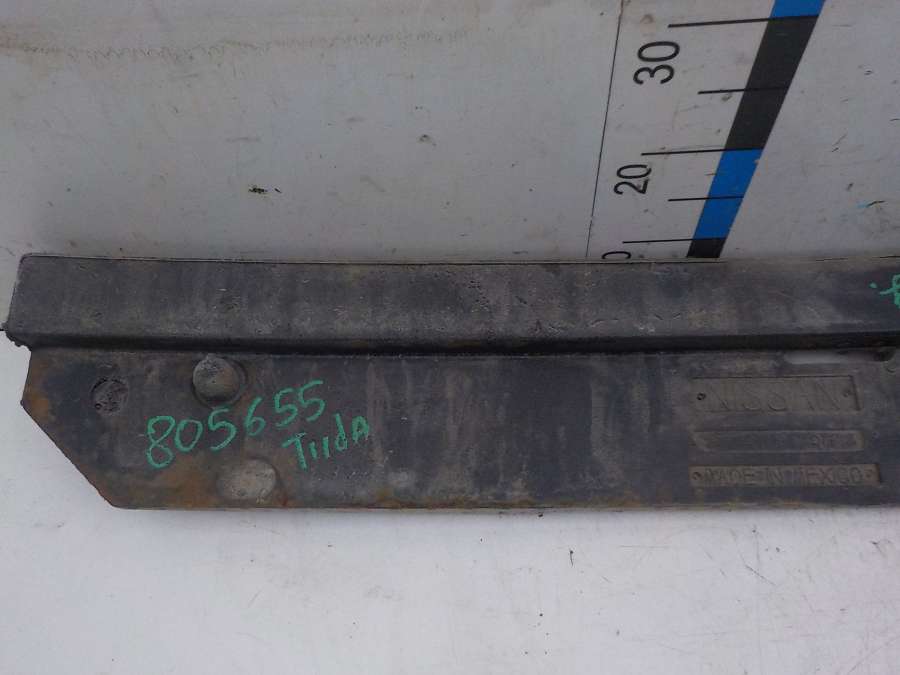 30
20
805655
TiidA
NISSAN
MADE IN MEXICO